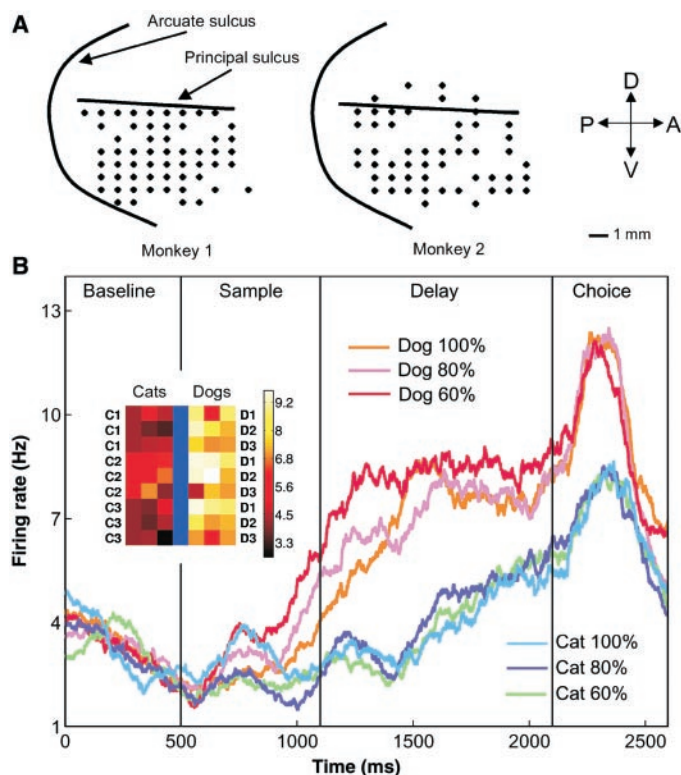 A
Arcuate sulcus
Principal sulcus
D
P A
V
1 mm
Monkey 1 Monkey 2
B
Baseline Sample Delay Choice
13
10
7
4
1
Firing rate (Hz)
Dog 100%
Dog 80%
Dog 60%
Cats Dogs
C1 D1
C1 D2
C1 D3
C2 D1
C2 D2
C2 D3
C3 D1
C3 D2
C3 D3
9.2
8.0
6.8
5.6
4.5
3.3
Cat 100%
Cat 80%
Cat 60%
0 500 1000 1500 2000 2500
Time (ms)